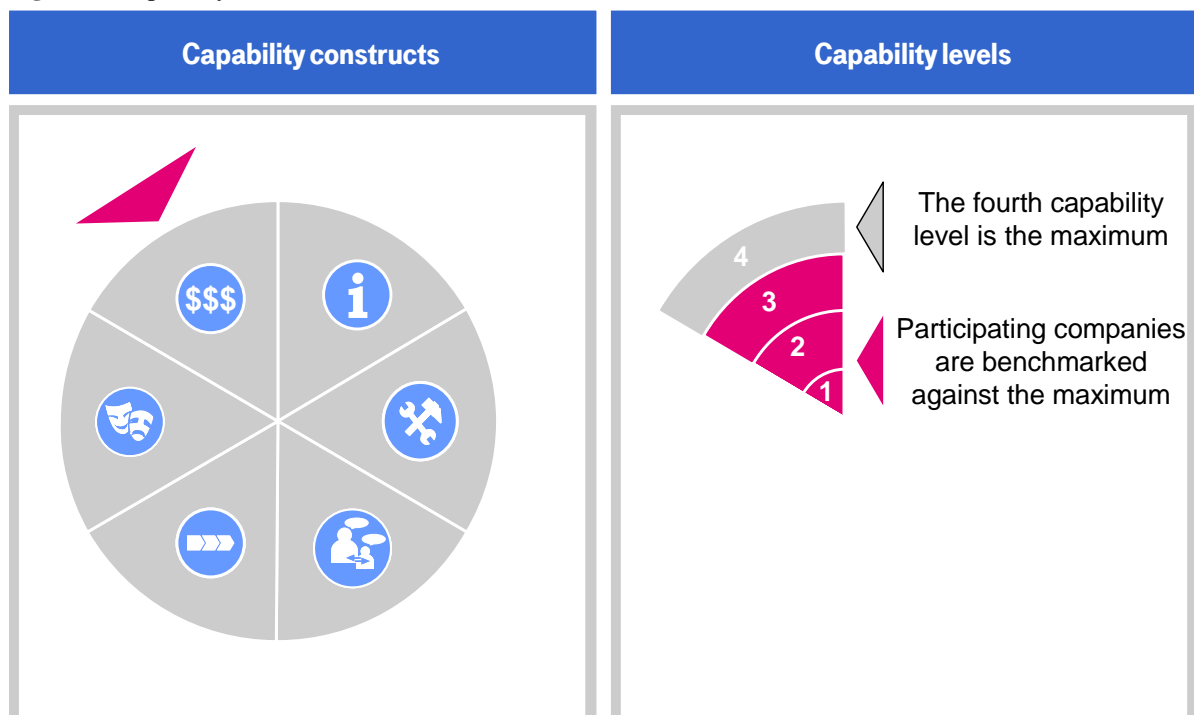 Capability constructs
Capability levels
$$$
i
4
3
2
1
The fourth capability
level is the maximum
Participating companies
are benchmarked
against the maximum